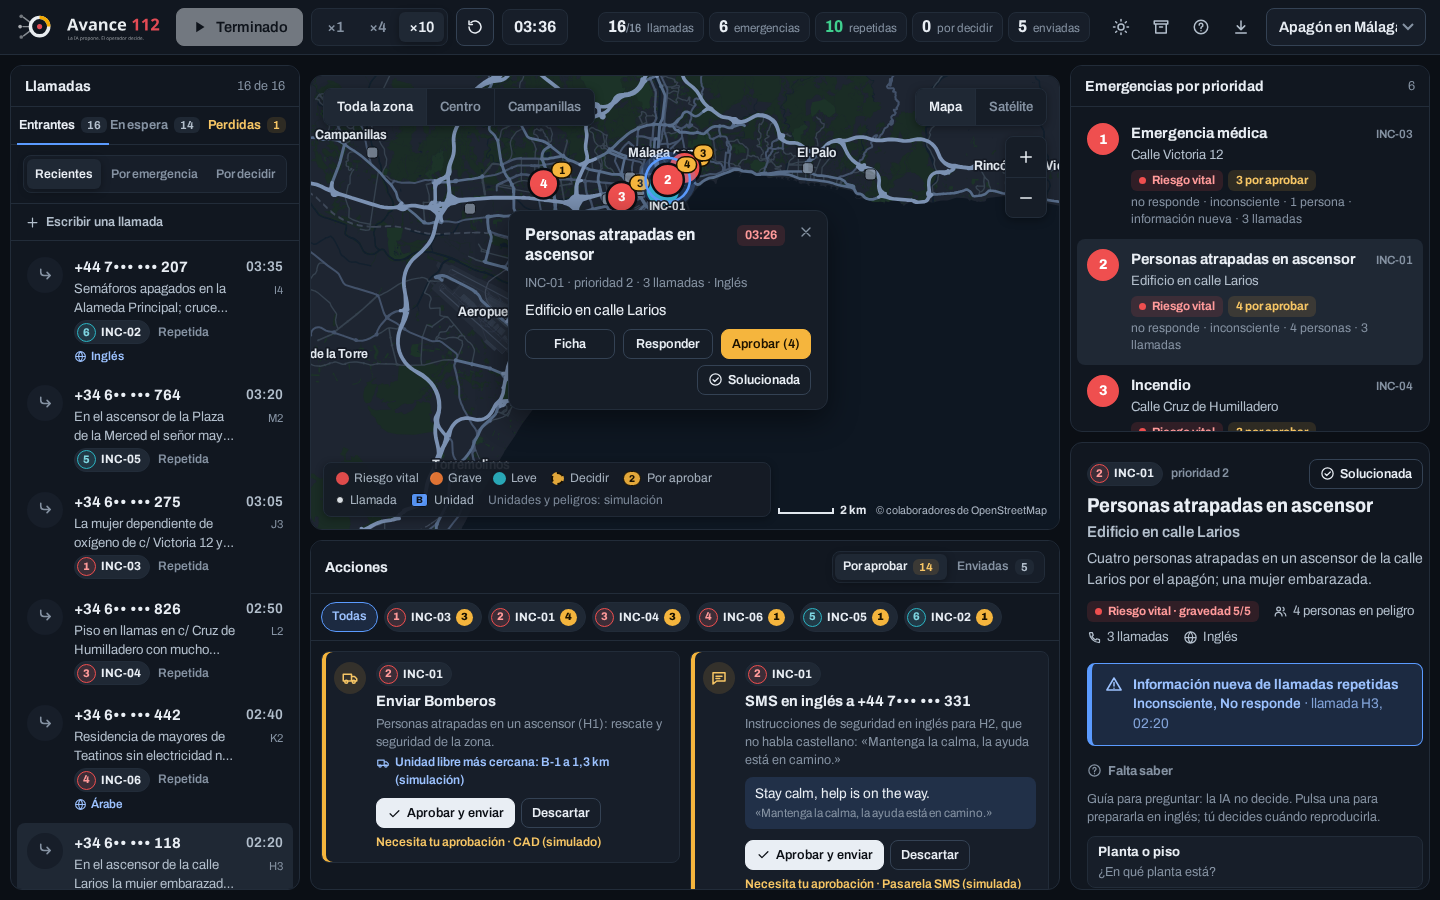 Avance 112
La IA propone. El operador decide.
Terminado
×1 ×4 ×10
03:36
16/16 llamadas
6 emergencias
10 repetidas
0 por decidir
5 enviadas
Apagón en Málaga
Llamadas 16 de 16
Entrantes 16 En espera 14 Perdidas 1
Recientes Por emergencia Por decidir
Escribir una llamada
+44 7•• ••• 207 03:35
Semáforos apagados en la I4
Alameda Principal; cruce...
6 INC-02 Repetida
Inglés
+34 6•• ••• 764 03:20
En el ascensor de la Plaza M2
de la Merced el señor may...
5 INC-05 Repetida
+34 6•• ••• 275 03:05
La mujer dependiente de J3
oxígeno de c/ Victoria 12 y...
1 INC-03 Repetida
+34 6•• ••• 826 02:50
Piso en llamas en c/ Cruz de L2
Humilladero con mucho...
3 INC-04 Repetida
+34 6•• ••• 442 02:40
Residencia de mayores de K2
Teatinos sin electricidad n...
4 INC-06 Repetida
Árabe
+34 6•• ••• 118 02:20
En el ascensor de la calle H3
Larios la mujer embarazad...
Toda la zona Centro Campanillas
Mapa Satélite
Campanillas
Málaga
El Palo
Rincó
4 1
3 3
2 4
3
INC-01
+
−
Aeropue
de la Torre
Torremolinos
Personas atrapadas en
ascensor
03:26
INC-01 · prioridad 2 · 3 llamadas · Inglés
Edificio en calle Larios
Ficha Responder Aprobar (4)
Solucionada
Riesgo vital Grave Leve Decidir 2 Por aprobar
Llamada B Unidad Unidades y peligros: simulación
2 km © colaboradores de OpenStreetMap
Acciones
Por aprobar 14 Enviadas 5
Todas 1 INC-03 3 2 INC-01 4 3 INC-04 3 4 INC-06 1 5 INC-05 1 6 INC-02 1
2 INC-01
Enviar Bomberos
Personas atrapadas en un ascensor (H1): rescate y
seguridad de la zona.
Unidad libre más cercana: B-1 a 1,3 km
(simulación)
Aprobar y enviar Descartar
Necesita tu aprobación · CAD (simulado)
2 INC-01
SMS en inglés a +44 7••• ••• 331
Instrucciones de seguridad en inglés para H2, que
no habla castellano: «Mantenga la calma, la ayuda
está en camino.»
Stay calm, help is on the way.
«Mantenga la calma, la ayuda está en camino.»
Aprobar y enviar Descartar
Necesita tu aprobación · Pasarela SMS (simulada)
Emergencias por prioridad 6
1 Emergencia médica INC-03
Calle Victoria 12
Riesgo vital 3 por aprobar
no responde · inconsciente · 1 persona ·
información nueva · 3 llamadas
2 Personas atrapadas en ascensor INC-01
Edificio en calle Larios
Riesgo vital 4 por aprobar
no responde · inconsciente · 4 personas · 3
llamadas
3 Incendio INC-04
Calle Cruz de Humilladero
Riesgo vital 3 por aprobar
2 INC-01 prioridad 2 Solucionada
Personas atrapadas en ascensor
Edificio en calle Larios
Cuatro personas atrapadas en un ascensor de la calle
Larios por el apagón; una mujer embarazada.
Riesgo vital · gravedad 5/5 4 personas en peligro
3 llamadas Inglés
Información nueva de llamadas repetidas
Inconsciente, No responde · llamada H3,
02:20
Falta saber
Guía para preguntar: la IA no decide. Pulsa una para
prepararla en inglés; tú decides cuándo reproducirla.
Planta o piso
¿En qué planta está?